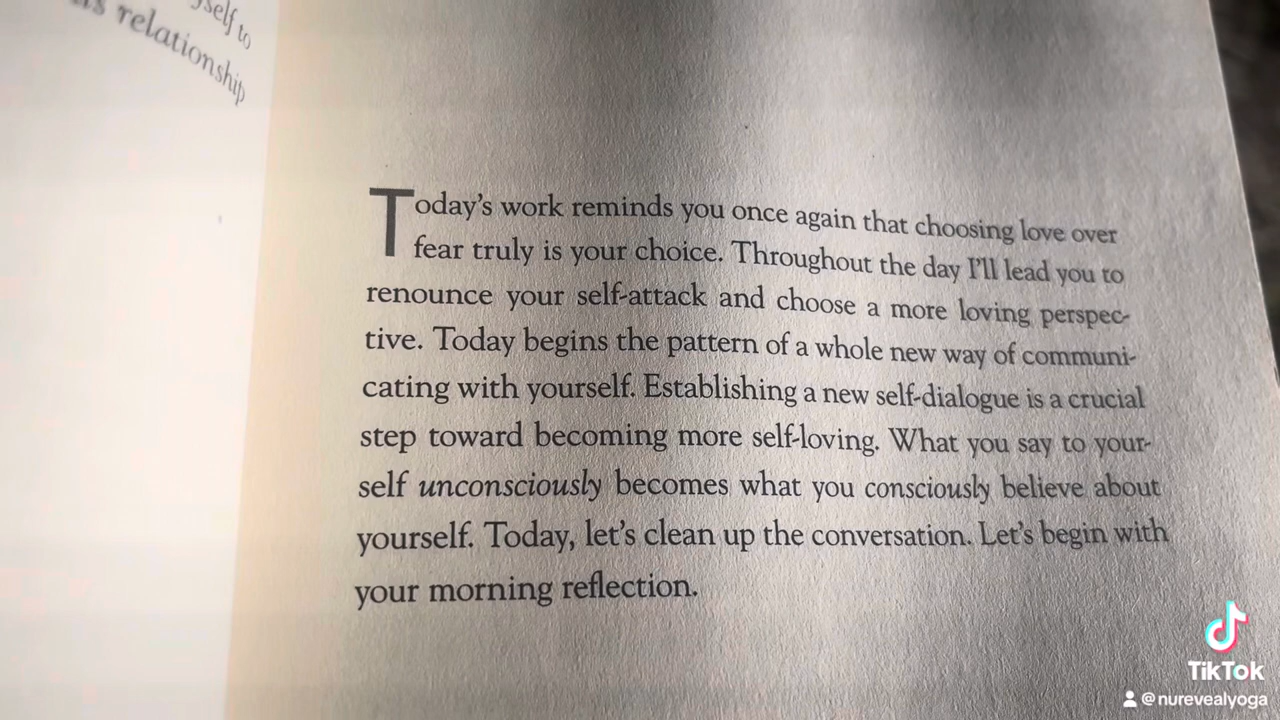 self to
relationship
Today's work reminds you once again that choosing love over
fear truly is your choice. Throughout the day I'll lead you to
renounce your self-attack and choose a more loving perspec-
tive. Today begins the pattern of a whole new way of communi-
cating with yourself. Establishing a new self-dialogue is a crucial
step toward becoming more self-loving. What you say to your-
self unconsciously becomes what you consciously believe about
yourself. Today, let's clean up the conversation. Let's begin with
your morning reflection.
TikTok
@nurevealyoga